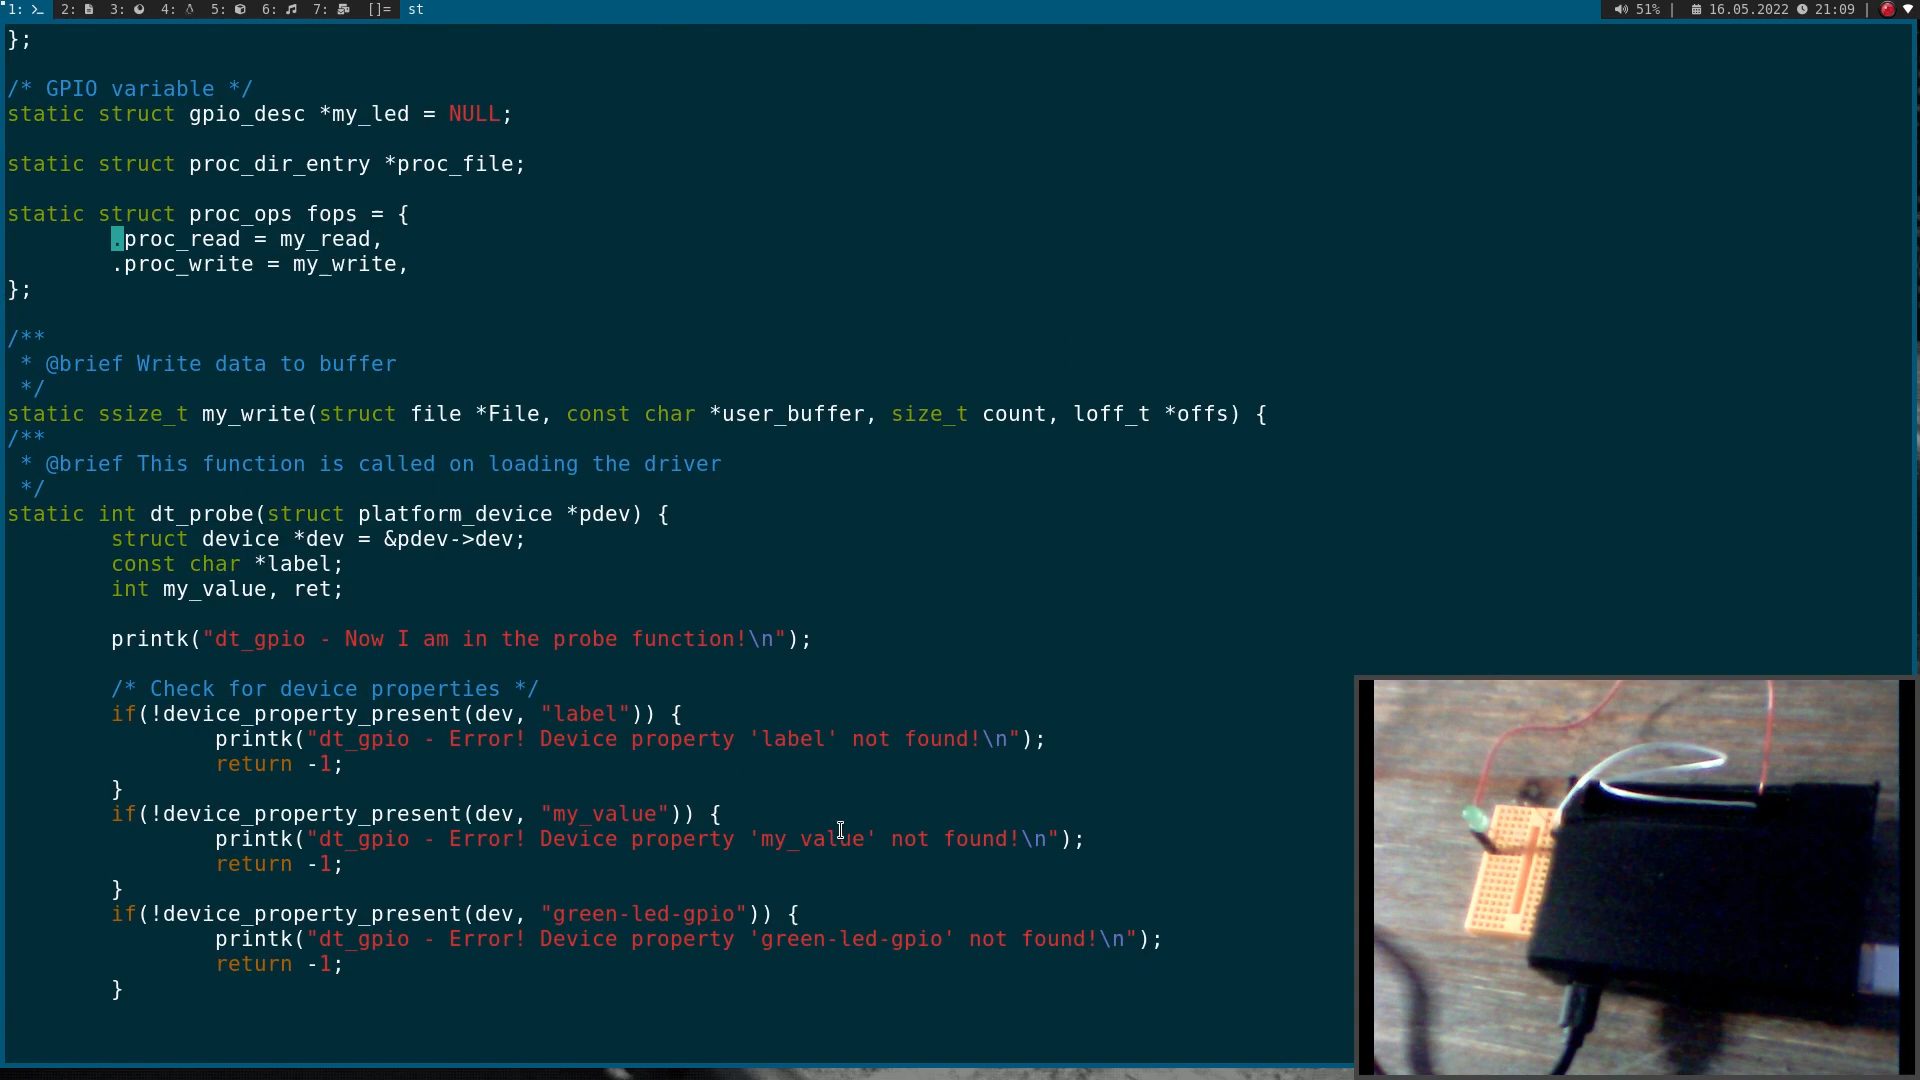 1: 2: 3: 4: 5: 6: 7: []= st 51% | 16.05.2022 21:09 |
};
/* GPIO variable */
static struct gpio_desc *my_led = NULL;
static struct proc_dir_entry *proc_file;
static struct proc_ops fops = {
.proc_read = my_read,
.proc_write = my_write,
};
/**
* @brief Write data to buffer
*/
static ssize_t my_write(struct file *File, const char *user_buffer, size_t count, loff_t *offs) {
/**
* @brief This function is called on loading the driver
*/
static int dt_probe(struct platform_device *pdev) {
struct device *dev = &pdev->dev;
const char *label;
int my_value, ret;
printk("dt_gpio - Now I am in the probe function!\n");
/* Check for device properties */
if(!device_property_present(dev, "label")) {
printk("dt_gpio - Error! Device property 'label' not found!\n");
return -1;
}
if(!device_property_present(dev, "my_value")) {
printk("dt_gpio - Error! Device property 'my_value' not found!\n");
return -1;
}
if(!device_property_present(dev, "green-led-gpio")) {
printk("dt_gpio - Error! Device property 'green-led-gpio' not found!\n");
return -1;
}